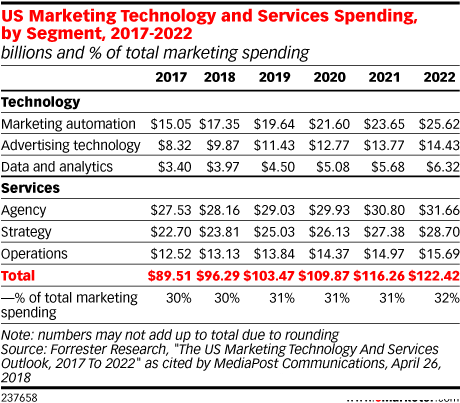 US Marketing Technology and Services Spending,
by Segment, 2017-2022
billions and % of total marketing spending
2017 2018 2019 2020 2021 2022
Technology
Marketing automation $15.05 $17.35 $19.64 $21.60 $23.65 $25.62
Advertising technology $8.32 $9.87 $11.43 $12.77 $13.77 $14.43
Data and analytics $3.40 $3.97 $4.50 $5.08 $5.68 $6.32
Services
Agency $27.53 $28.16 $29.03 $29.93 $30.80 $31.66
Strategy $22.70 $23.81 $25.03 $26.13 $27.38 $28.70
Operations $12.52 $13.13 $13.84 $14.37 $14.97 $15.69
Total $89.51 $96.29 $103.47 $109.87 $116.26 $122.42
—% of total marketing 30% 30% 31% 31% 31% 32%
spending
Note: numbers may not add up to total due to rounding
Source: Forrester Research, "The US Marketing Technology And Services
Outlook, 2017 To 2022" as cited by MediaPost Communications, April 26,
2018
237658